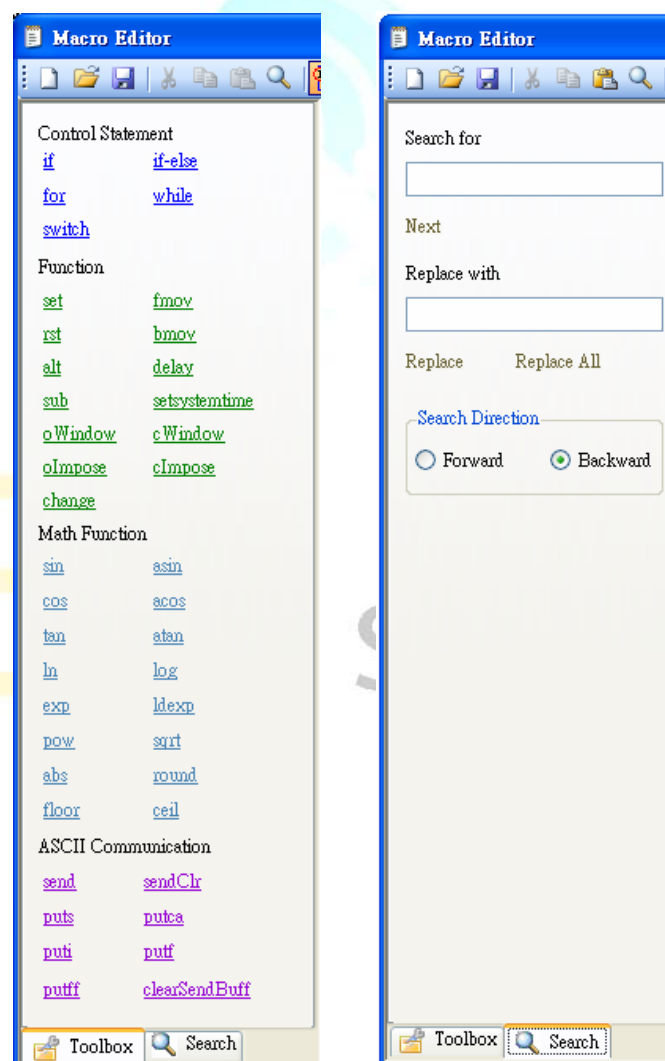 Macro Editor
Control Statement
if if-else
for while
switch
Function
set fmov
rst bmov
alt delay
sub setsystemtime
oWindow cWindow
oImpose cImpose
change
Math Function
sin asin
cos acos
tan atan
ln log
exp ldexp
pow sqrt
abs round
floor ceil
ASCII Communication
send sendClr
puts putca
puti putf
putff clearSendBuff
Toolbox Search
Macro Editor
Search for
Next
Replace with
Replace Replace All
Search Direction
Forward Backward
Toolbox Search